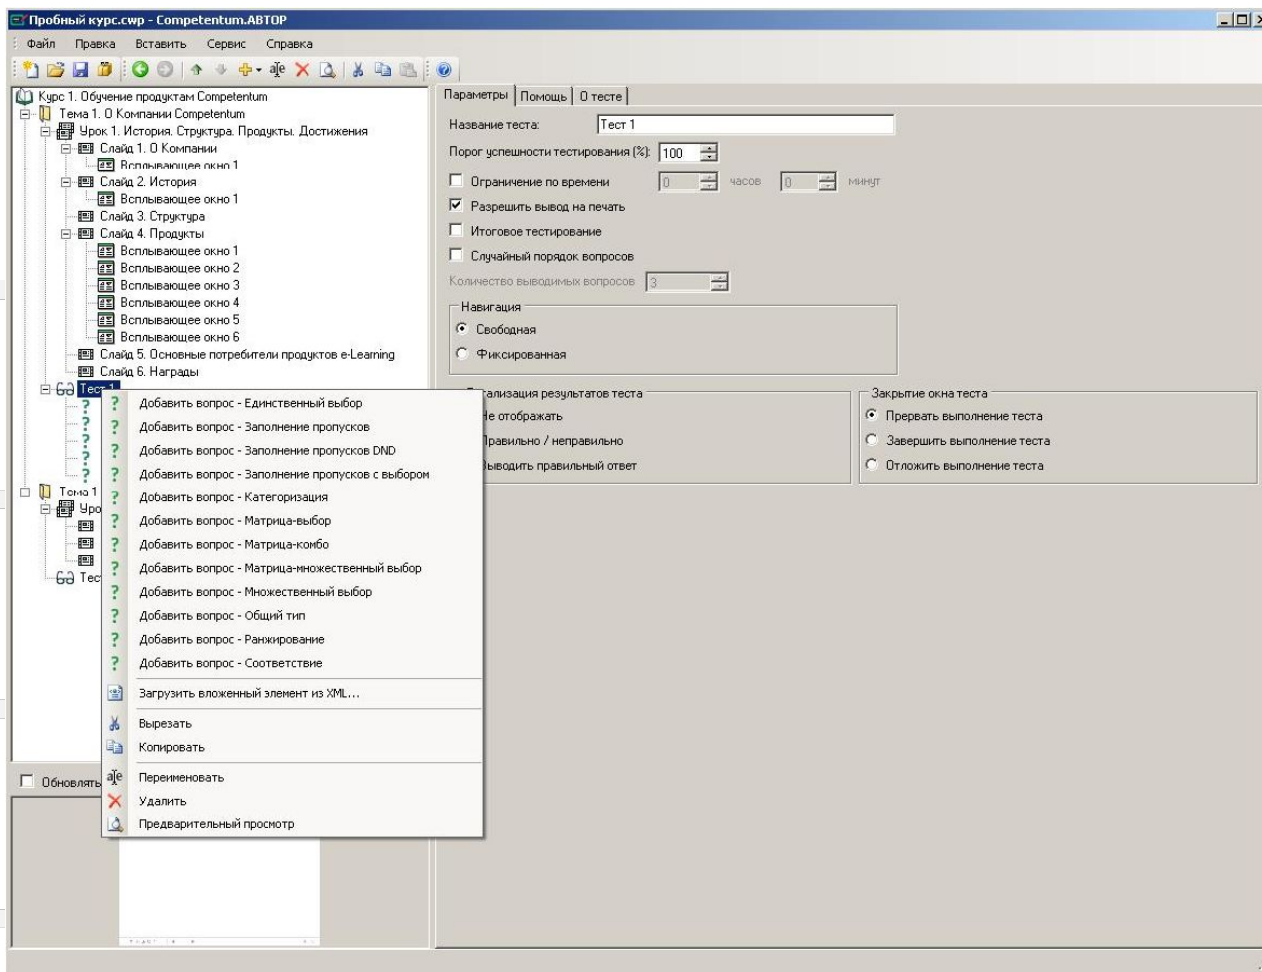 Пробный курс.cwp - Competentum.АВТОР
Файл Правка Вставить Сервис Справка
Курс 1. Обучение продуктам Competentum
Тема 1. О Компании Competentum
Урок 1. История. Структура. Продукты. Достижения
Слайд 1. О Компании
Всплывающее окно 1
Слайд 2. История
Всплывающее окно 1
Слайд 3. Структура
Слайд 4. Продукты
Всплывающее окно 1
Всплывающее окно 2
Всплывающее окно 3
Всплывающее окно 4
Всплывающее окно 5
Всплывающее окно 6
Слайд 5. Основные потребители продуктов e-Learning
Слайд 6. Награды
Тест 1
Тема 1
Уро
Тес
Обновлять
Добавить вопрос - Единственный выбор
Добавить вопрос - Заполнение пропусков
Добавить вопрос - Заполнение пропусков DND
Добавить вопрос - Заполнение пропусков с выбором
Добавить вопрос - Категоризация
Добавить вопрос - Матрица-выбор
Добавить вопрос - Матрица-комбо
Добавить вопрос - Матрица-множественный выбор
Добавить вопрос - Множественный выбор
Добавить вопрос - Общий тип
Добавить вопрос - Ранжирование
Добавить вопрос - Соответствие
Загрузить вложенный элемент из XML...
Вырезать
Копировать
Переименовать
Удалить
Предварительный просмотр
Параметры Помощь О тесте
Название теста: Тест 1
Порог успешности тестирования (%): 100
Ограничение по времени 0 часов 0 минут
Разрешить вывод на печать
Итоговое тестирование
Случайный порядок вопросов
Количество выводимых вопросов 3
Навигация
Свободная
Фиксированная
тализация результатов теста
Не отображать
Правильно / неправильно
Выводить правильный ответ
Закрытие окна теста
Прервать выполнение теста
Завершить выполнение теста
Отложить выполнение теста